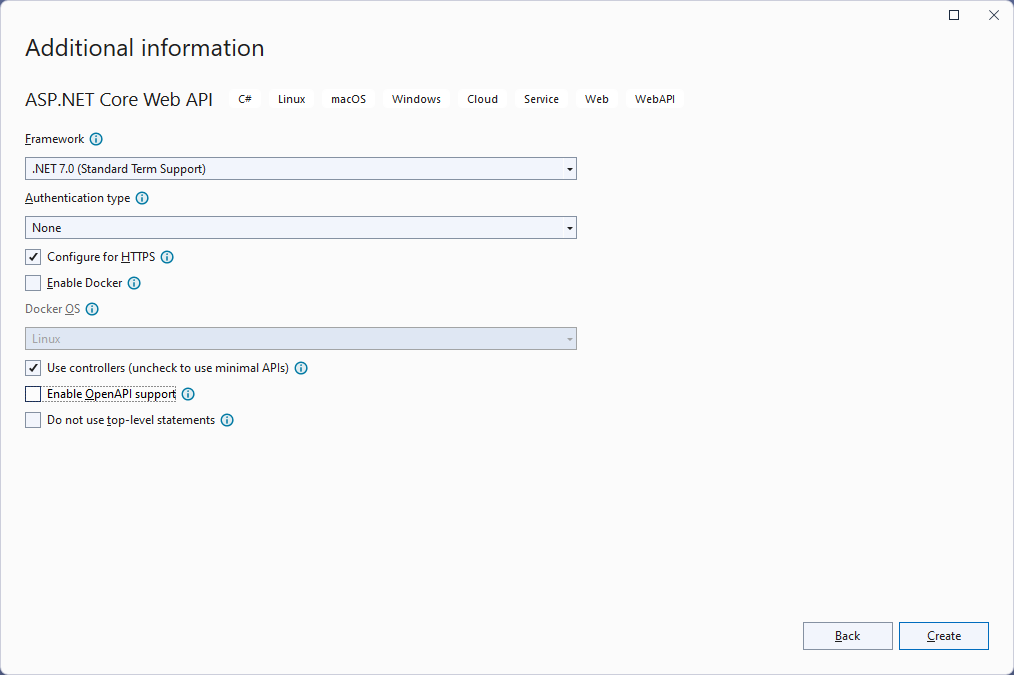 Additional information
ASP.NET Core Web API C# Linux macOS Windows Cloud Service Web WebAPI
Framework
.NET 7.0 (Standard Term Support)
Authentication type
None
Configure for HTTPS
Enable Docker
Docker OS
Linux
Use controllers (uncheck to use minimal APIs)
Enable OpenAPI support
Do not use top-level statements
Back Create